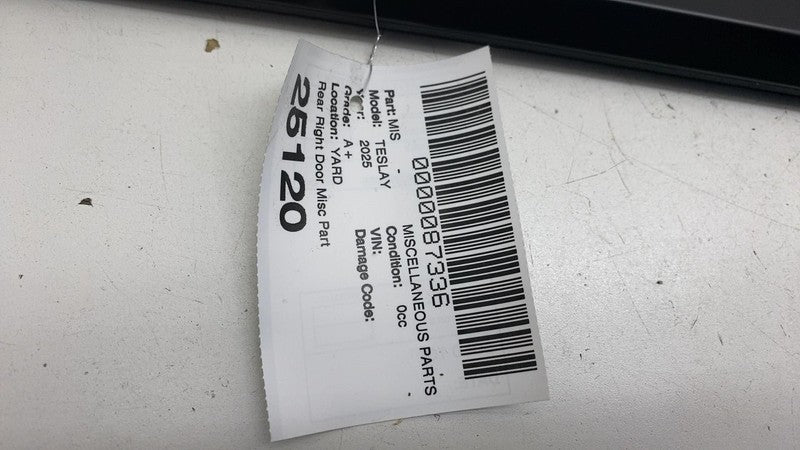 0000087336
MISCELLANEOUS PARTS
Part: MIS -
Model: TESLAY
Year: 2025
Grade: A+
Location: YARD
Condition: 0cc
VIN:
Damage Code:
Rear Right Door Misc Part
25120